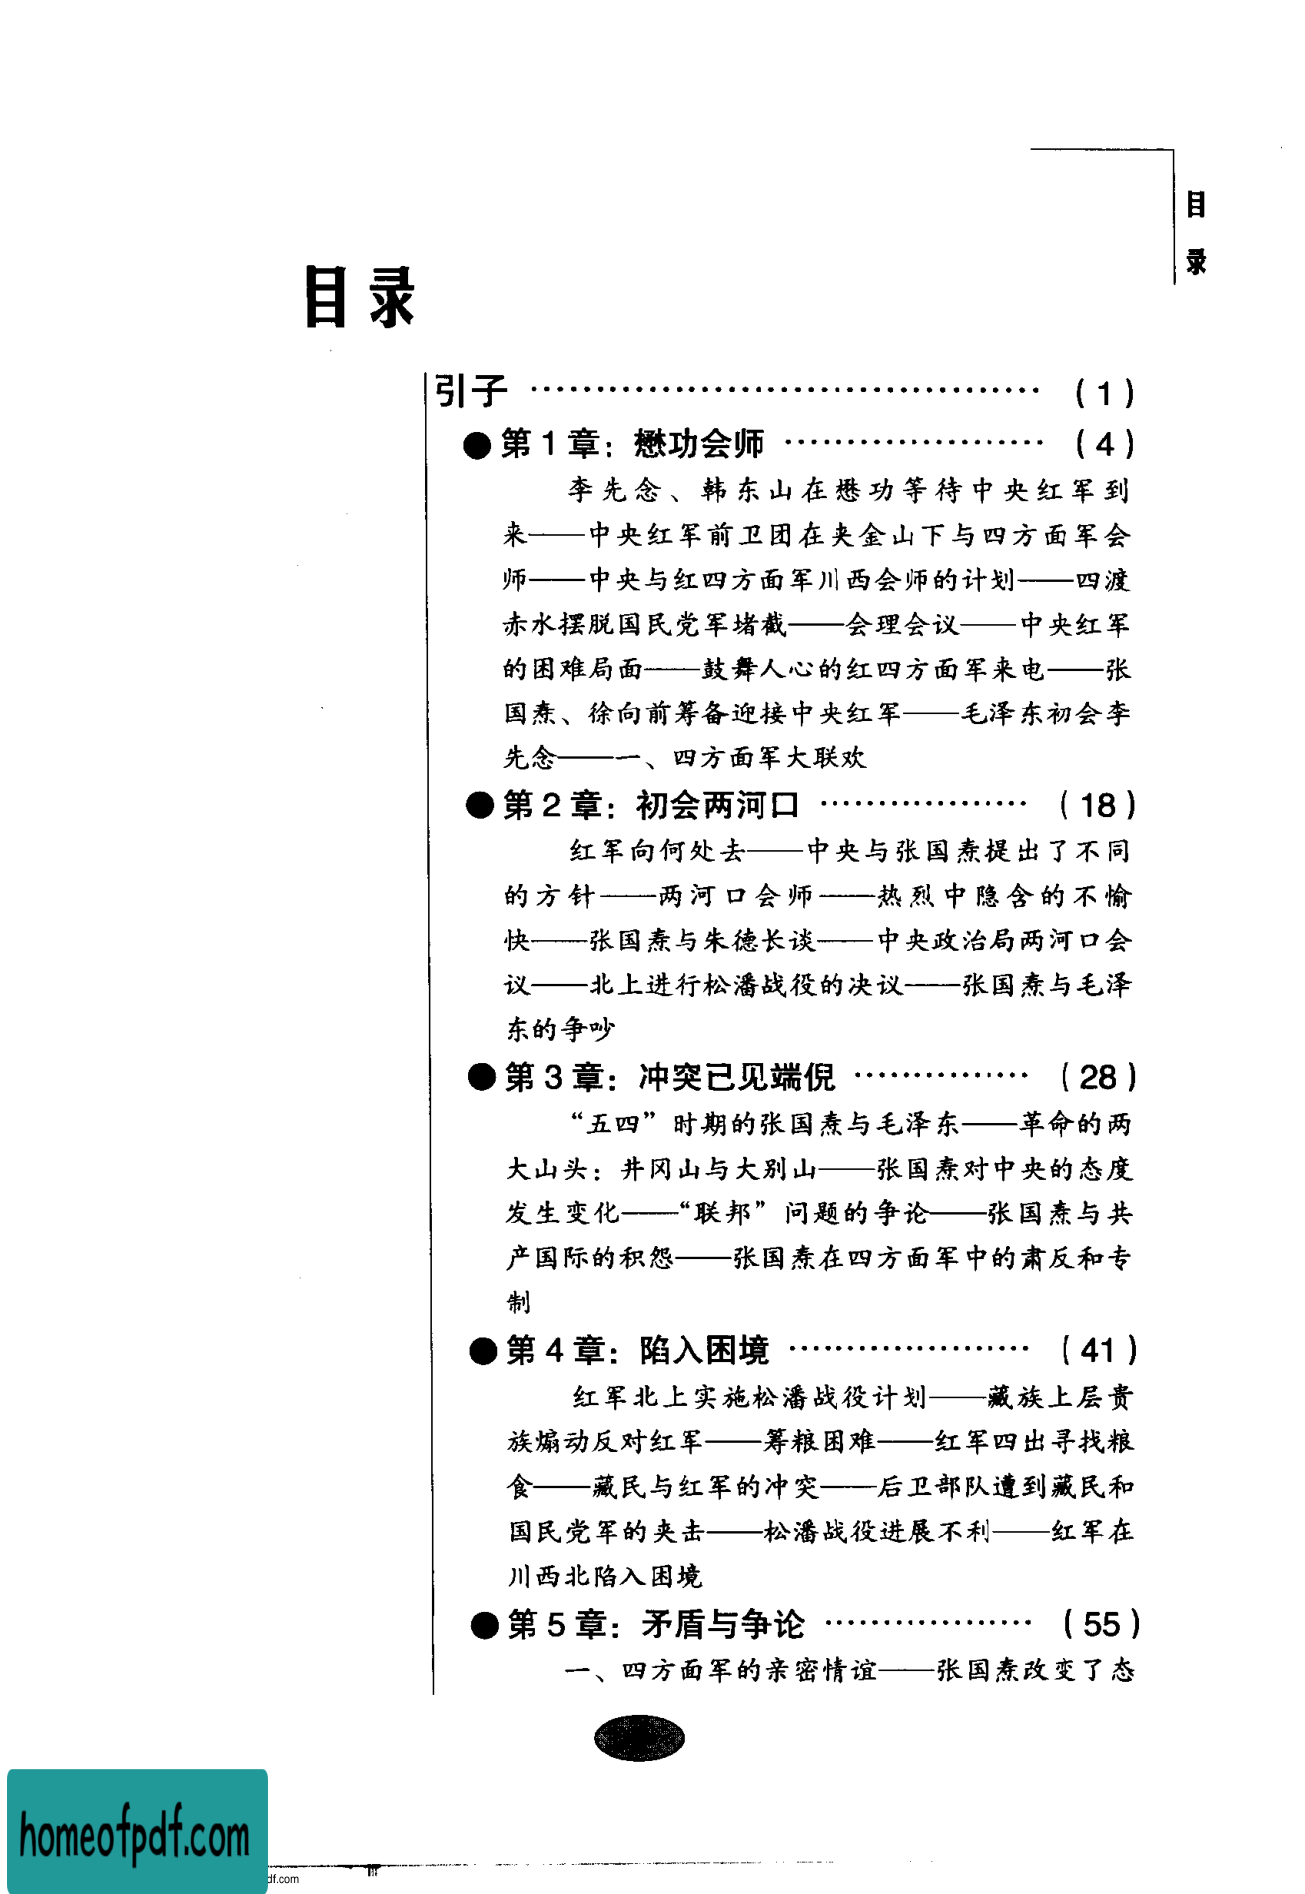 目
录
目录
引子 ……………………………………… (1)
●第1章：懋功会师 …………………… (4)
李先念、韩东山在懋功等待中央红军到
来——中央红军前卫团在夹金山下与四方面军会
师——中央与红四方面军川西会师的计划——四渡
赤水摆脱国民党军堵截——会理会议——中央红军
的困难局面——鼓舞人心的红四方面军来电——张
国焘、徐向前筹备迎接中央红军——毛泽东初会李
先念——一、四方面军大联欢
●第2章：初会两河口 ……………… (18)
红军向何处去——中央与张国焘提出了不同
的方针——两河口会师——热烈中隐含的不愉
快——张国焘与朱德长谈——中央政治局两河口会
议——北上进行松潘战役的决议——张国焘与毛泽
东的争吵
●第3章：冲突已见端倪 …………… (28)
“五四”时期的张国焘与毛泽东——革命的两
大山头：井冈山与大别山——张国焘对中央的态度
发生变化——“联邦”问题的争论——张国焘与共
产国际的积怨——张国焘在四方面军中的肃反和专
制
●第4章：陷入困境 ………………… (41)
红军北上实施松潘战役计划——藏族上层贵
族煽动反对红军——筹粮困难——红军四出寻找粮
食——藏民与红军的冲突——后卫部队遭到藏民和
国民党军的夹击——松潘战役进展不利——红军在
川西北陷入困境
●第5章：矛盾与争论 ……………… (55)
一、四方面军的亲密情谊——张国焘改变了态
homeofpdf.com
df.com